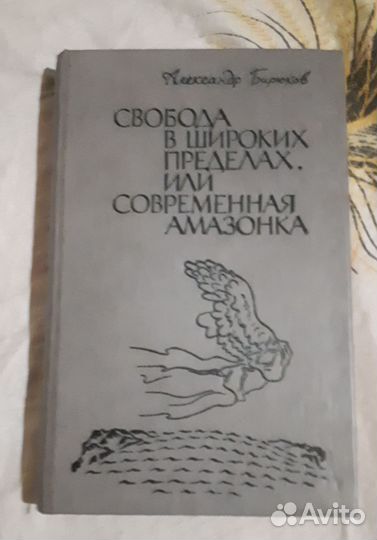 Александр Бирюков
СВОБОДА
В ШИРОКИХ
ПРЕДЕЛАХ,
ИЛИ
СОВРЕМЕННАЯ
АМАЗОНКА
Avito